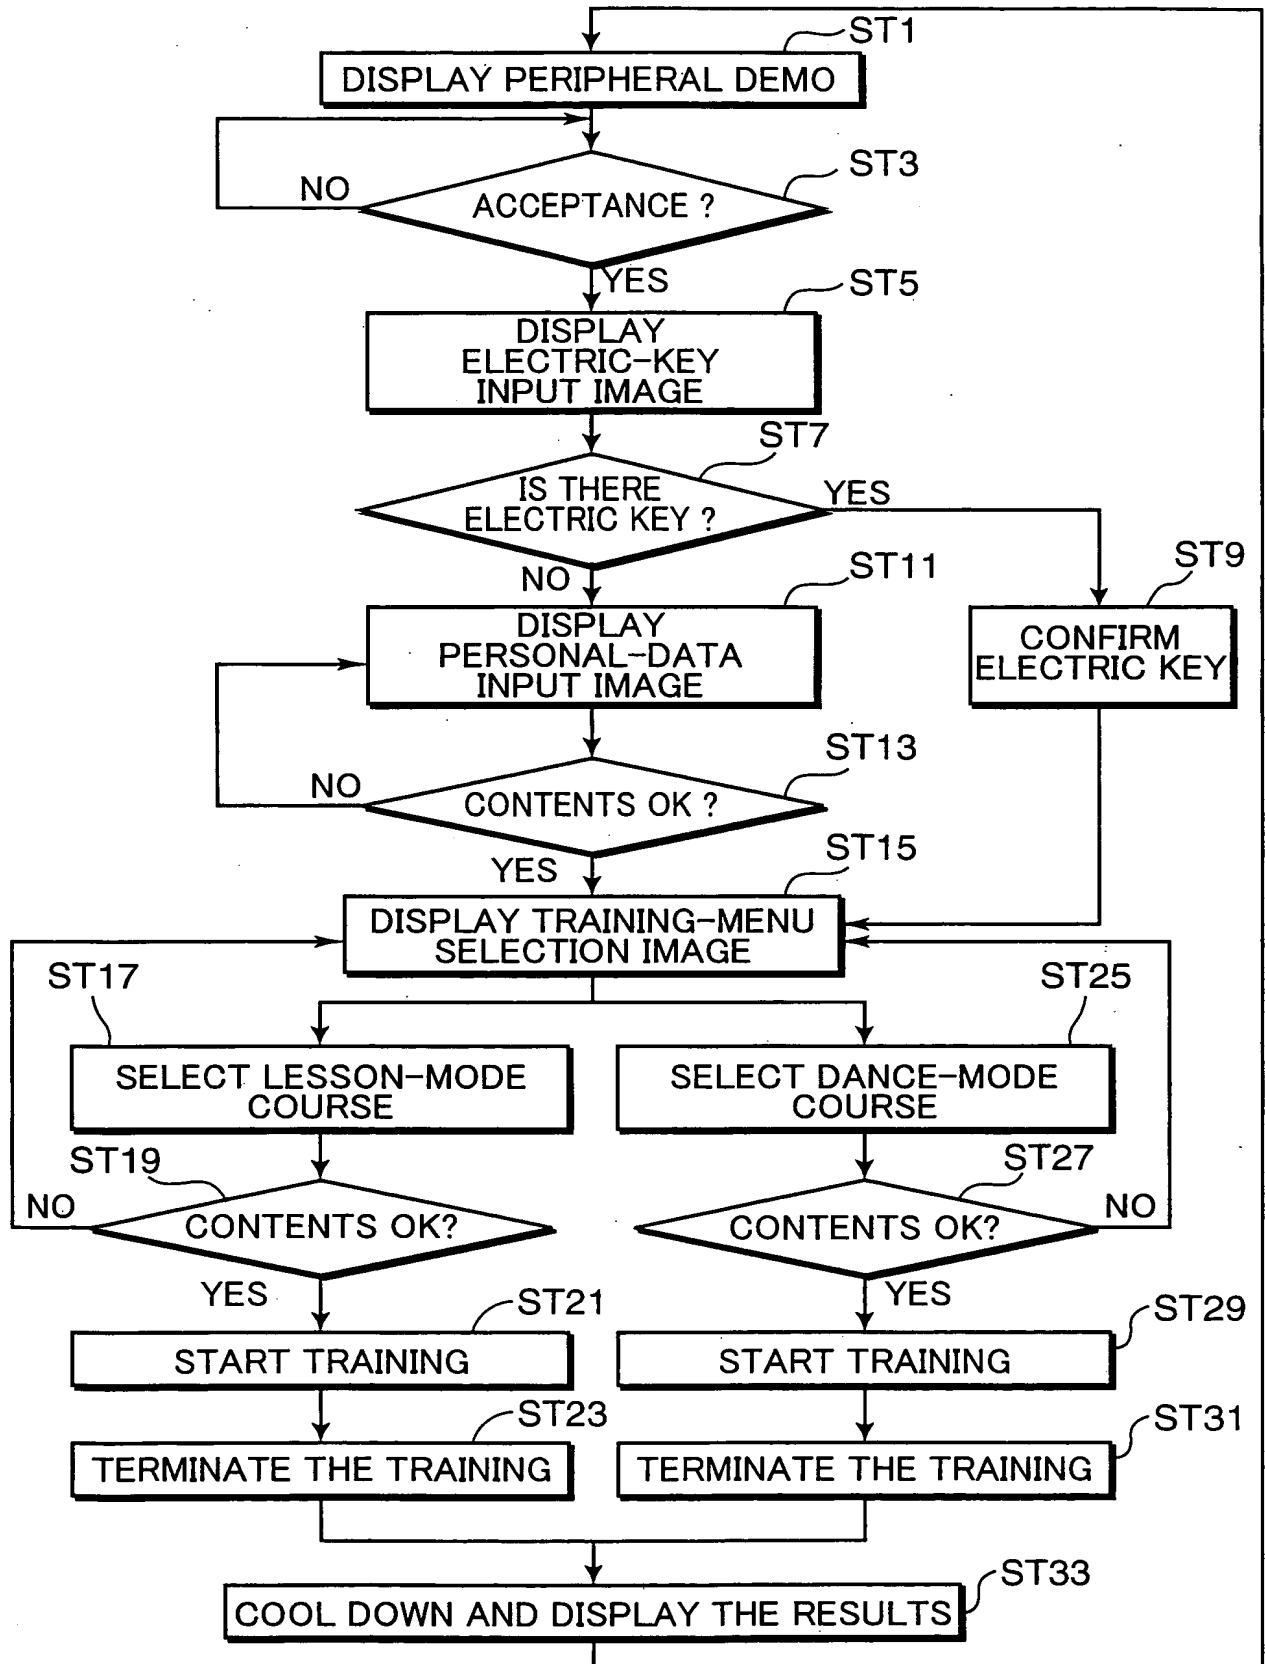 ST1
DISPLAY PERIPHERAL DEMO
ST3
NO
ACCEPTANCE ?
YES
ST5
DISPLAY
ELECTRIC-KEY
INPUT IMAGE
ST7
IS THERE
ELECTRIC KEY ?
YES
NO
ST11
ST9
DISPLAY
PERSONAL-DATA
INPUT IMAGE
CONFIRM
ELECTRIC KEY
ST13
NO
CONTENTS OK ?
YES
ST15
DISPLAY TRAINING-MENU
SELECTION IMAGE
ST17
ST25
SELECT LESSON-MODE
COURSE
SELECT DANCE-MODE
COURSE
ST19
ST27
NO
CONTENTS OK?
CONTENTS OK?
NO
YES
YES
ST21
ST29
START TRAINING
START TRAINING
ST23
ST31
TERMINATE THE TRAINING
TERMINATE THE TRAINING
ST33
COOL DOWN AND DISPLAY THE RESULTS